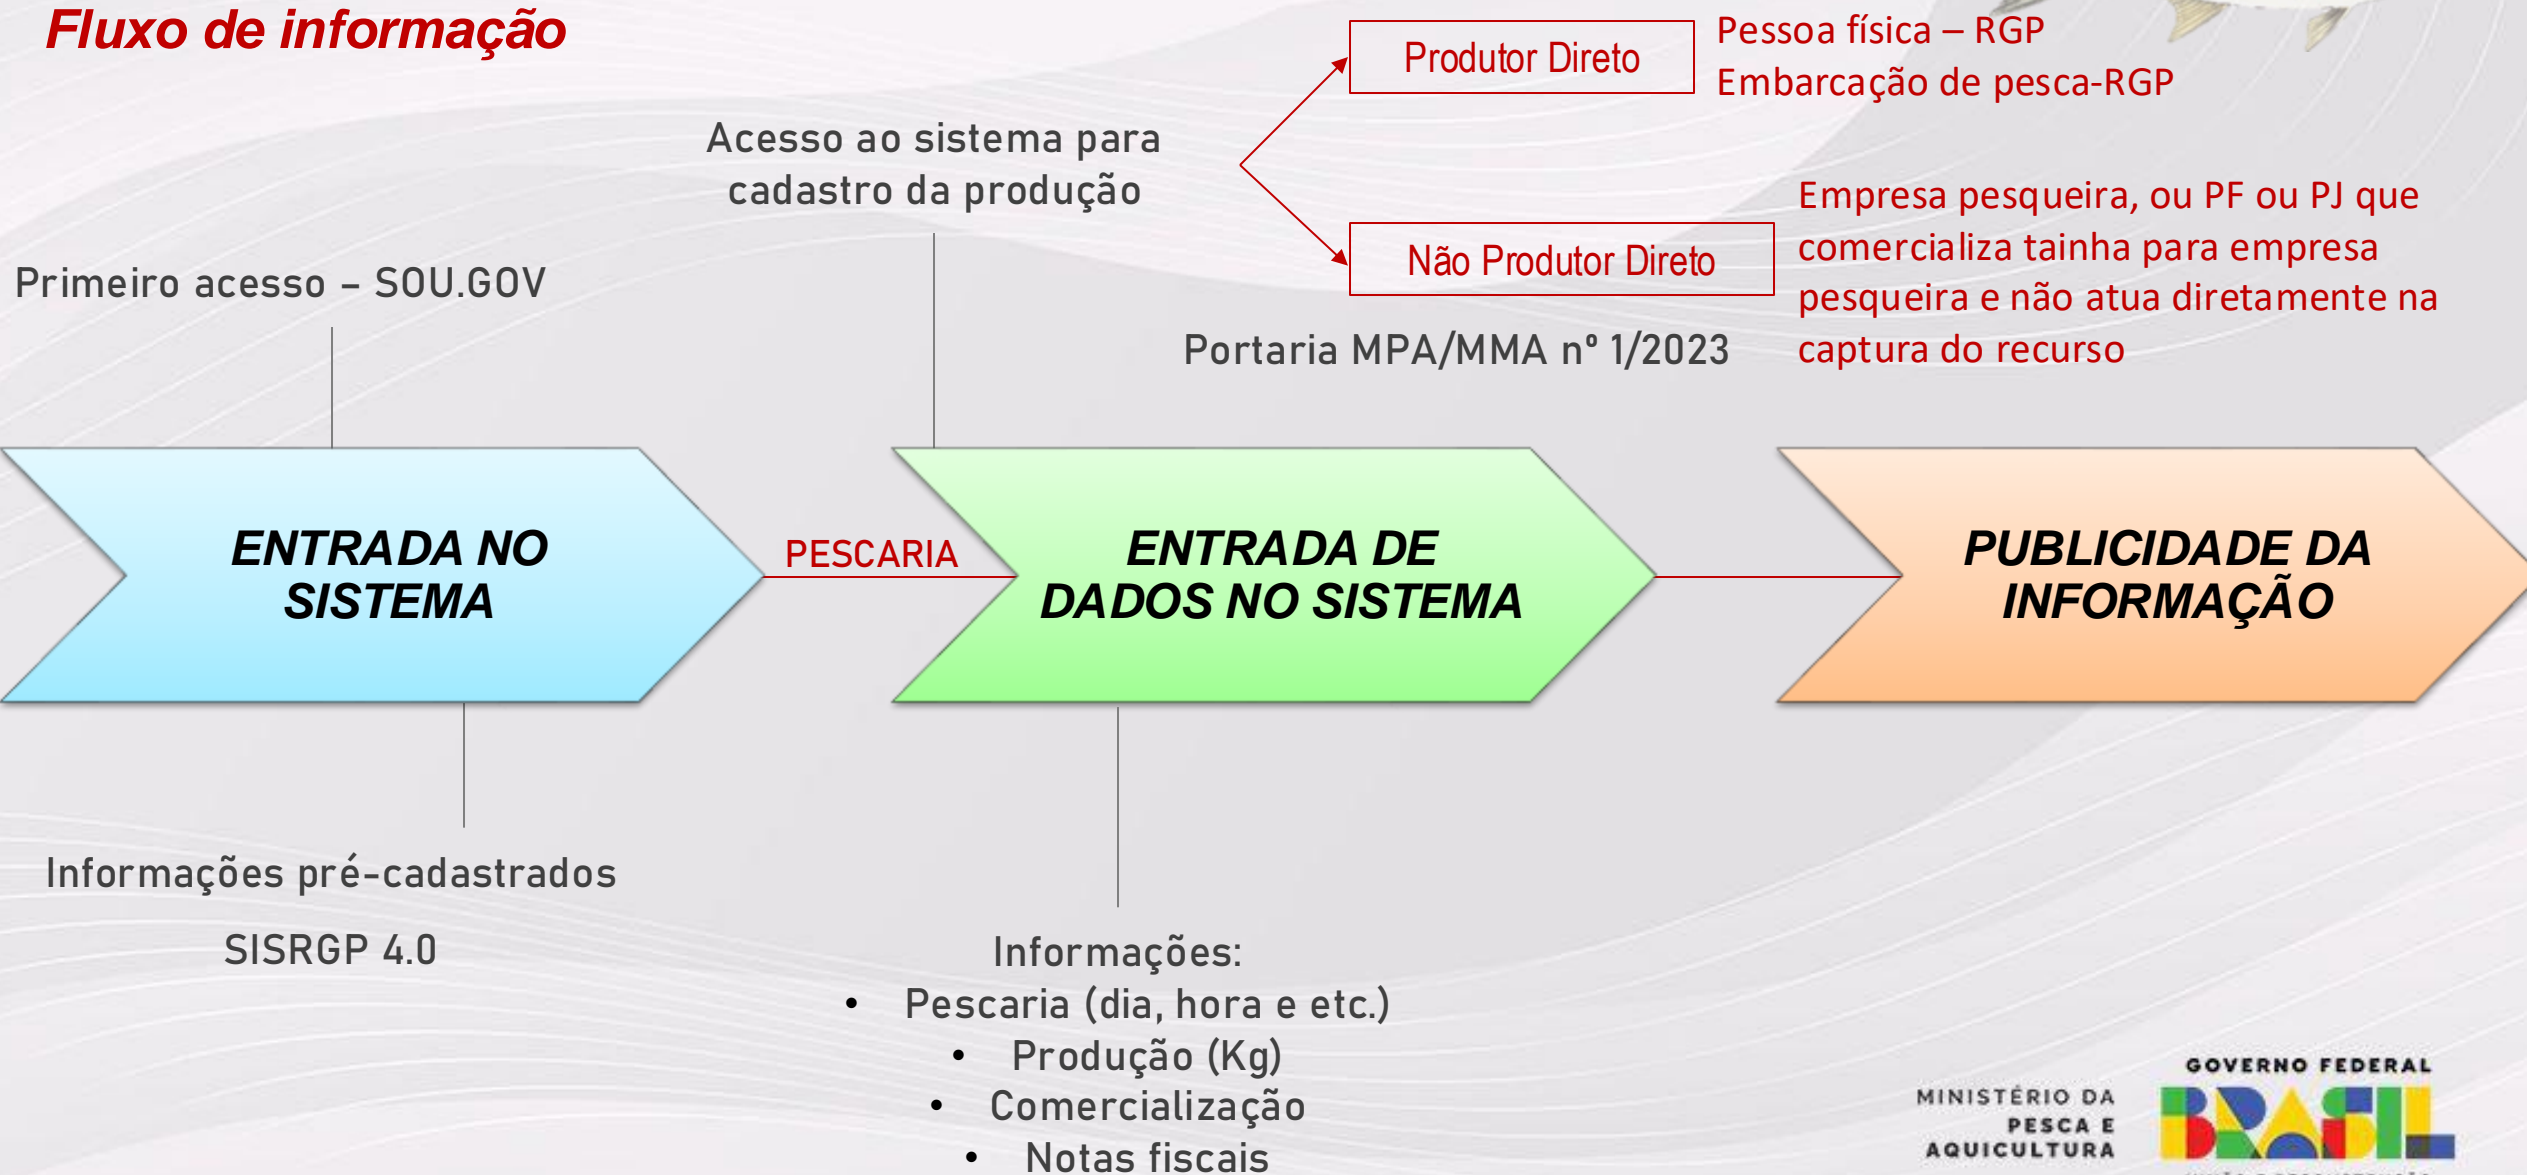 Fluxo de informação
Produtor Direto
Pessoa física – RGP
Embarcação de pesca-RGP
Acesso ao sistema para
cadastro da produção
Não Produtor Direto
Empresa pesqueira, ou PF ou PJ que
comercializa tainha para empresa
pesqueira e não atua diretamente na
captura do recurso
Primeiro acesso – SOU.GOV
Portaria MPA/MMA nº 1/2023
ENTRADA NO
SISTEMA
PESCARIA
ENTRADA DE
DADOS NO SISTEMA
PUBLICIDADE DA
INFORMAÇÃO
Informações pré-cadastrados
SISRGP 4.0
Informações:
• Pescaria (dia, hora e etc.)
• Produção (Kg)
• Comercialização
• Notas fiscais
MINISTÉRIO DA
PESCA E
AQUICULTURA
GOVERNO FEDERAL
BRASIL